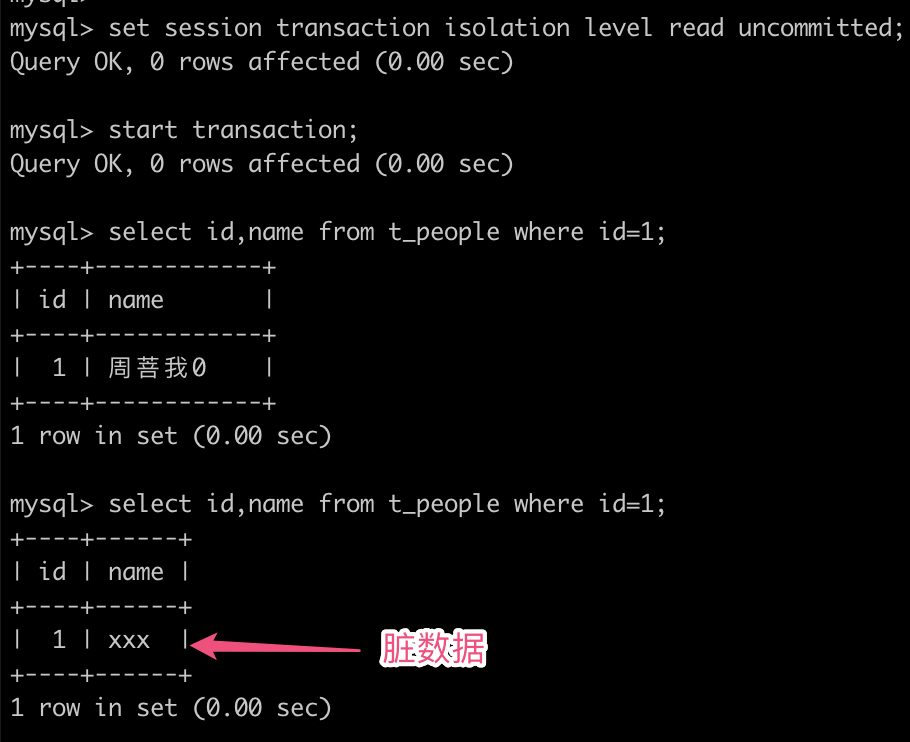 mysql> set session transaction isolation level read uncommitted;
Query OK, 0 rows affected (0.00 sec)
mysql> start transaction;
Query OK, 0 rows affected (0.00 sec)
mysql> select id,name from t_people where id=1;
+----+------------+
| id | name       |
+----+------------+
|  1 | 周菩我0    |
+----+------------+
1 row in set (0.00 sec)
mysql> select id,name from t_people where id=1;
+----+------+
| id | name |
+----+------+
|  1 | xxx  | 脏数据
+----+------+
1 row in set (0.00 sec)